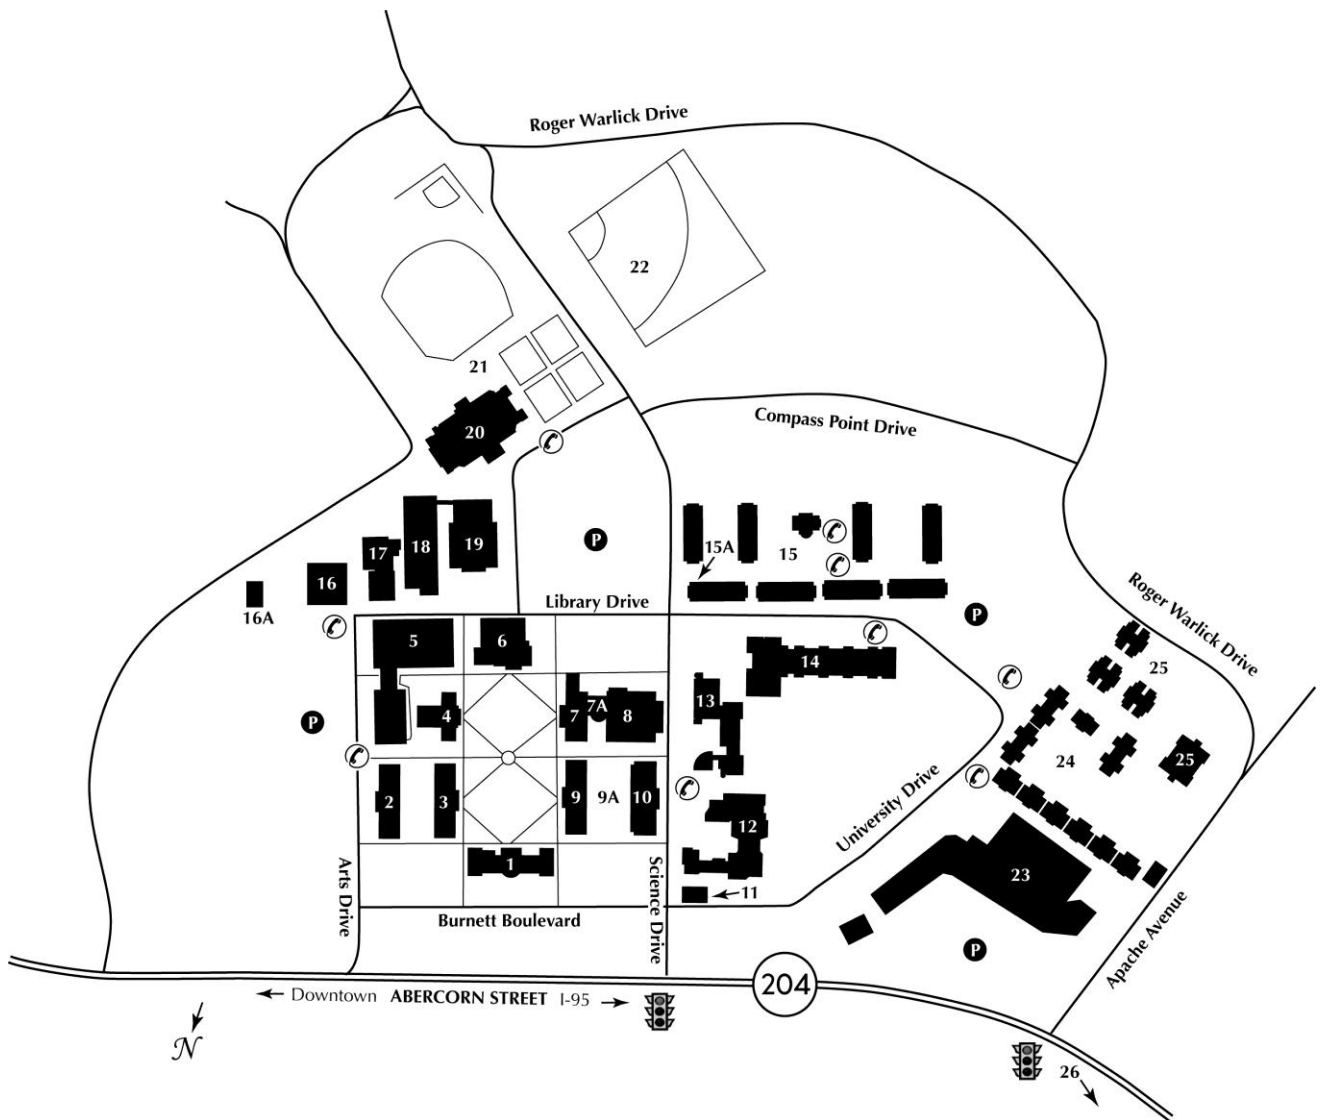 Roger Warlick Drive
22
21
Compass Point Drive
20
18
19
P
15A
15
17
16
16A
Library Drive
P
Roger Warlick Drive
5
6
14
25
13
7A
P
4
7
8
24
25
2
3
9
9A
10
12
University Drive
1
11
23
Arts Drive
Science Drive
Burnett Boulevard
P
Apache Avenue
204
Downtown ABERCORN STREET I-95
N
26